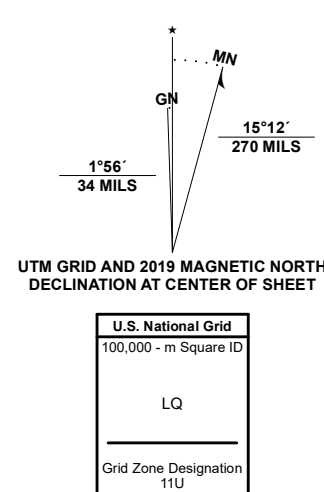 ★
MN
GN
15°12´
270 MILS
1°56´
34 MILS
UTM GRID AND 2019 MAGNETIC NORTH
DECLINATION AT CENTER OF SHEET
U.S. National Grid
100,000 - m Square ID
LQ
Grid Zone Designation
11U